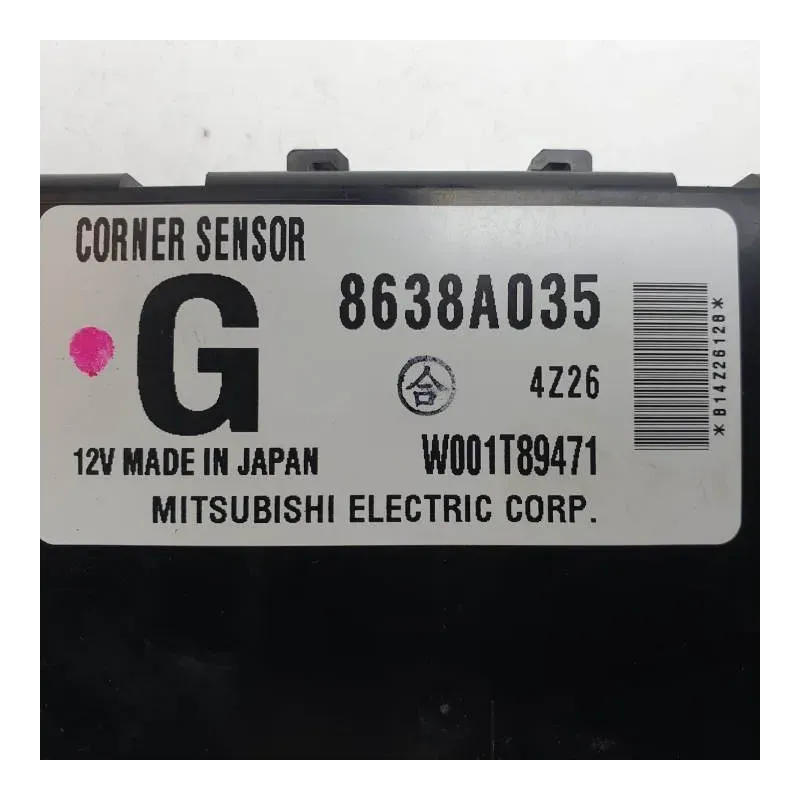 CORNER SENSOR
G
8638A035
合
4Z26
12V MADE IN JAPAN
W001T89471
MITSUBISHI ELECTRIC CORP.
*B14Z26128*